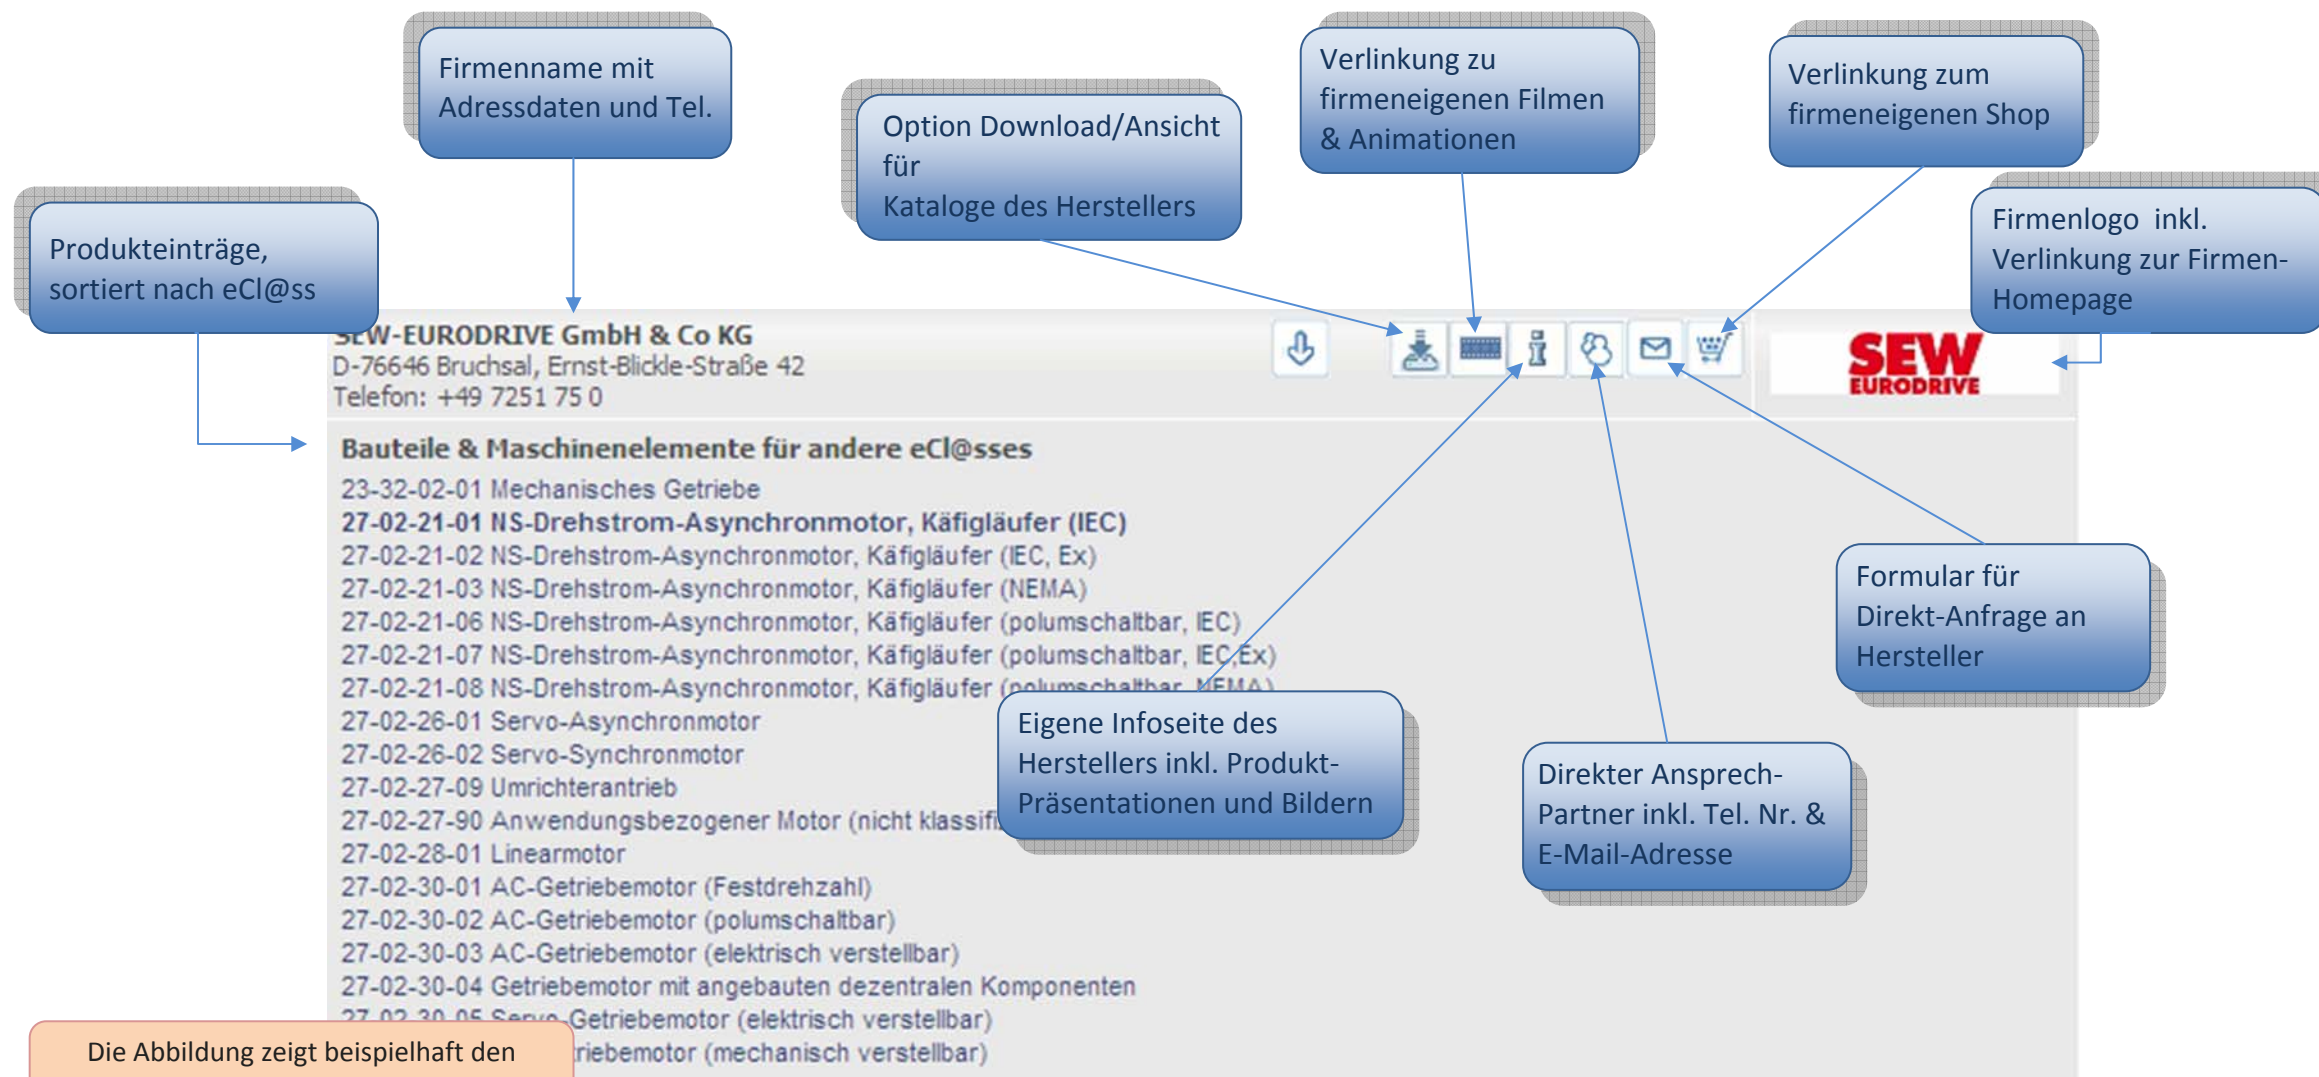 Firmenname mit
Adressdaten und Tel.
Option Download/Ansicht
für
Kataloge des Herstellers
Verlinkung zu
firmeneigenen Filmen
& Animationen
Verlinkung zum
firmeneigenen Shop
Produkteinträge,
sortiert nach eCl@ss
Firmenlogo inkl.
Verlinkung zur Firmen-
Homepage
SEW-EURODRIVE GmbH & Co KG
D-76646 Bruchsal, Ernst-Blickle-Straße 42
Telefon: +49 7251 75 0
SEW
EURODRIVE
Bauteile & Maschinenelemente für andere eCl@sses
23-32-02-01 Mechanisches Getriebe
27-02-21-01 NS-Drehstrom-Asynchronmotor, Käfigläufer (IEC)
27-02-21-02 NS-Drehstrom-Asynchronmotor, Käfigläufer (IEC, Ex)
27-02-21-03 NS-Drehstrom-Asynchronmotor, Käfigläufer (NEMA)
27-02-21-06 NS-Drehstrom-Asynchronmotor, Käfigläufer (polumschaltbar, IEC)
27-02-21-07 NS-Drehstrom-Asynchronmotor, Käfigläufer (polumschaltbar, IEC,Ex)
27-02-21-08 NS-Drehstrom-Asynchronmotor, Käfigläufer (polumschaltbar, NEMA)
27-02-26-01 Servo-Asynchronmotor
27-02-26-02 Servo-Synchronmotor
27-02-27-09 Umrichterantrieb
27-02-27-90 Anwendungsbezogener Motor (nicht klassifi
27-02-28-01 Linearmotor
27-02-30-01 AC-Getriebemotor (Festdrehzahl)
27-02-30-02 AC-Getriebemotor (polumschaltbar)
27-02-30-03 AC-Getriebemotor (elektrisch verstellbar)
27-02-30-04 Getriebemotor mit angebauten dezentralen Komponenten
27-02-30-05 Servo-Getriebemotor (elektrisch verstellbar)
riebemotor (mechanisch verstellbar)
Formular für
Direkt-Anfrage an
Hersteller
Eigene Infoseite des
Herstellers inkl. Produkt-
Präsentationen und Bildern
Direkter Ansprech-
Partner inkl. Tel. Nr. &
E-Mail-Adresse
Die Abbildung zeigt beispielhaft den